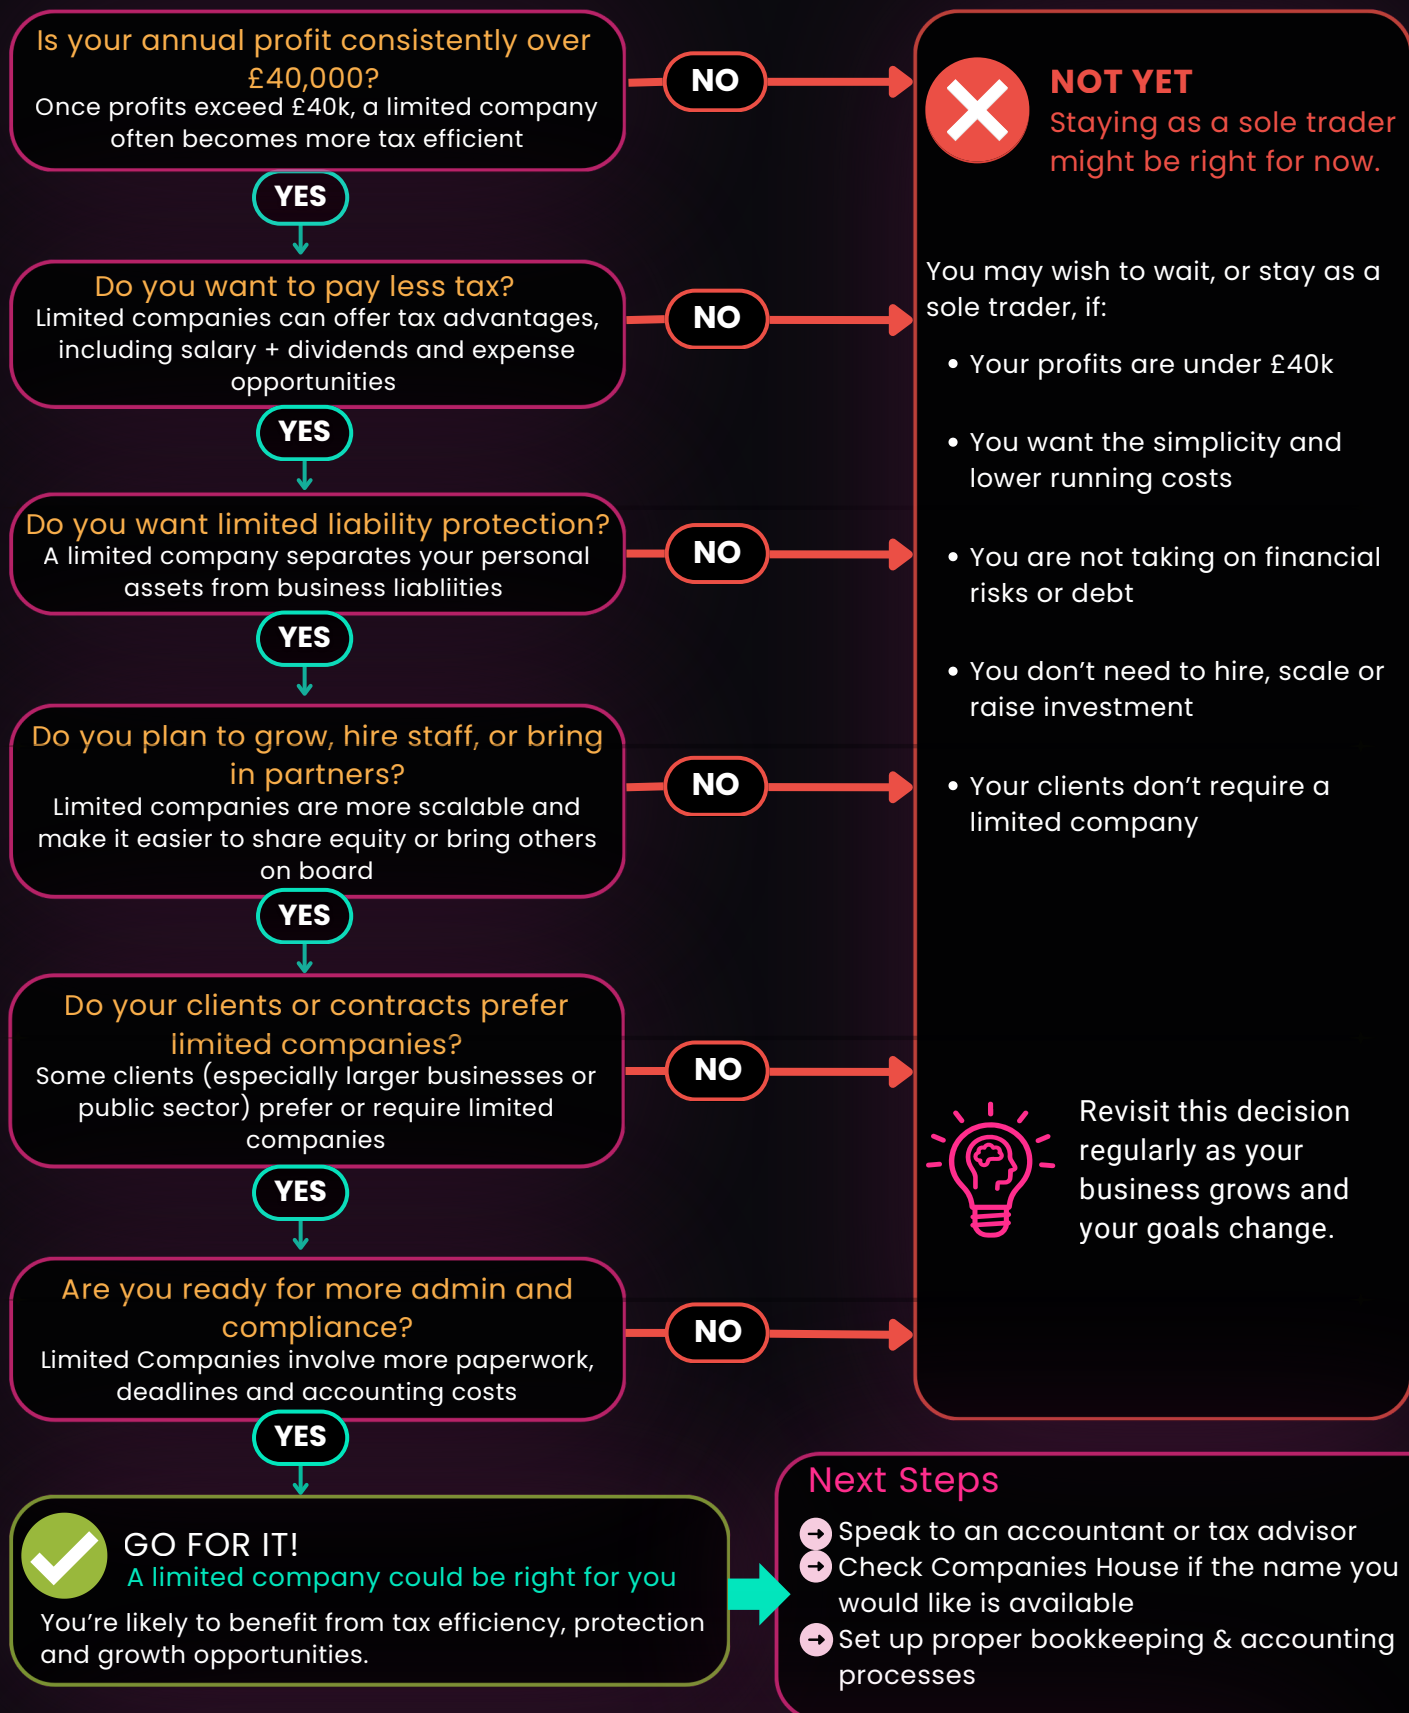 Is your annual profit consistently over
£40,000?
Once profits exceed £40k, a limited company
often becomes more tax efficient
NO
YES
Do you want to pay less tax?
Limited companies can offer tax advantages,
including salary + dividends and expense
opportunities
NO
YES
Do you want limited liability protection?
A limited company separates your personal
assets from business liabliities
NO
YES
Do you plan to grow, hire staff, or bring
in partners?
Limited companies are more scalable and
make it easier to share equity or bring others
on board
NO
YES
Do your clients or contracts prefer
limited companies?
Some clients (especially larger businesses or
public sector) prefer or require limited
companies
NO
YES
Are you ready for more admin and
compliance?
Limited Companies involve more paperwork,
deadlines and accounting costs
NO
YES
NOT YET
Staying as a sole trader
might be right for now.
You may wish to wait, or stay as a
sole trader, if:
• Your profits are under £40k
• You want the simplicity and
lower running costs
• You are not taking on financial
risks or debt
• You don’t need to hire, scale or
raise investment
• Your clients don’t require a
limited company
Revisit this decision
regularly as your
business grows and
your goals change.
GO FOR IT!
A limited company could be right for you
You’re likely to benefit from tax efficiency, protection
and growth opportunities.
Next Steps
Speak to an accountant or tax advisor
Check Companies House if the name you
would like is available
Set up proper bookkeeping & accounting
processes